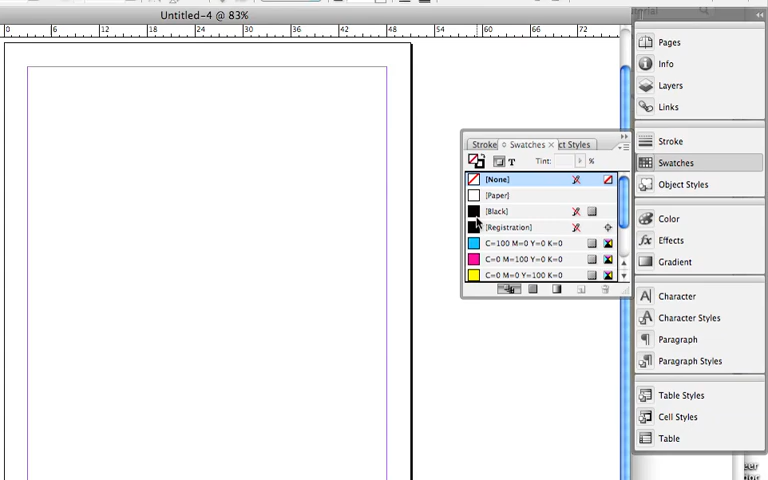 Untitled-4 @ 83%
0 6 12 18 24 30 36 42 48 54 60 66 72
Stroke Swatches ct Styles
T Tint: %
[None]
[Paper]
[Black]
[Registration]
C=100 M=0 Y=0 K=0
C=0 M=100 Y=0 K=0
C=0 M=0 Y=100 K=0
Pages
Info
Layers
Links
Stroke
Swatches
Object Styles
Color
Effects
Gradient
Character
Character Styles
Paragraph
Paragraph Styles
Table Styles
Cell Styles
Table